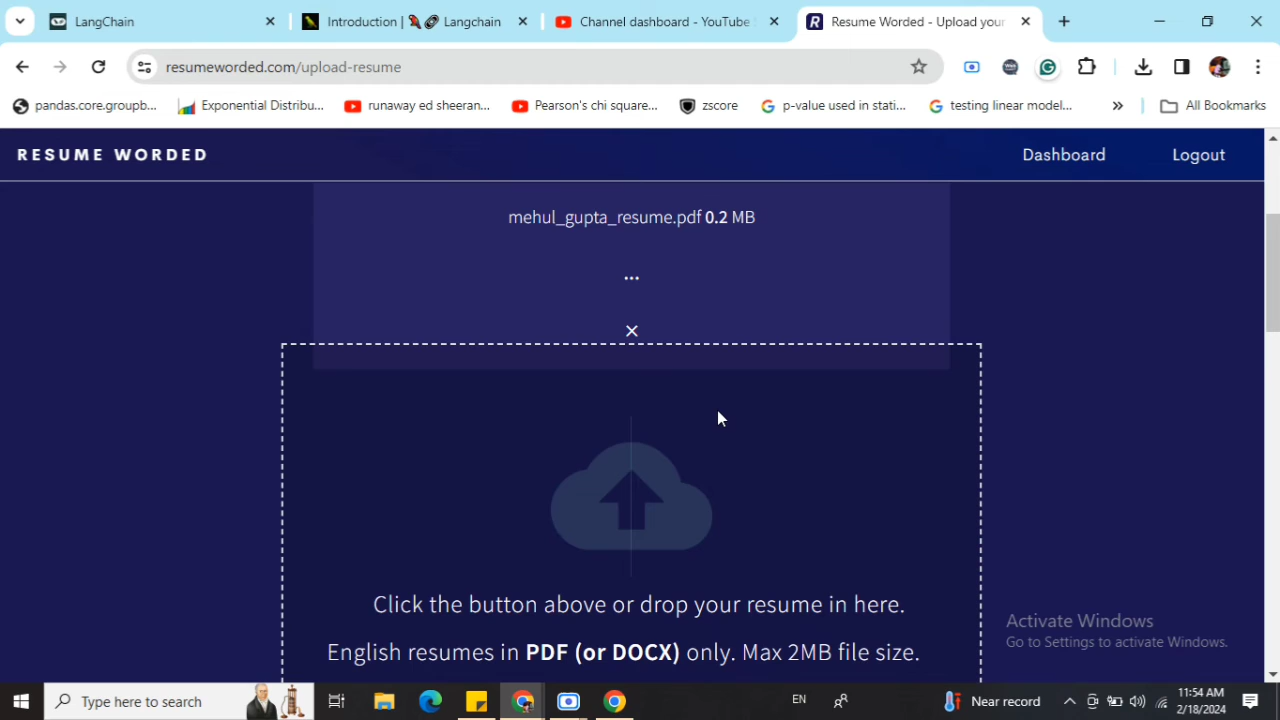 LangChain
Introduction | Langchain
Channel dashboard - YouTube
Resume Worded - Upload your
resumeworded.com/upload-resume
pandas.core.groupb...
Exponential Distribu...
runaway ed sheeran...
Pearson's chi square...
zscore
p-value used in stati...
testing linear model...
»
All Bookmarks
RESUME WORDED
Dashboard
Logout
mehul_gupta_resume.pdf 0.2 MB
...
Click the button above or drop your resume in here.
English resumes in PDF (or DOCX) only. Max 2MB file size.
Activate Windows
Go to Settings to activate Windows.
Type here to search
ENG
Near record
11:54 AM
2/18/2024